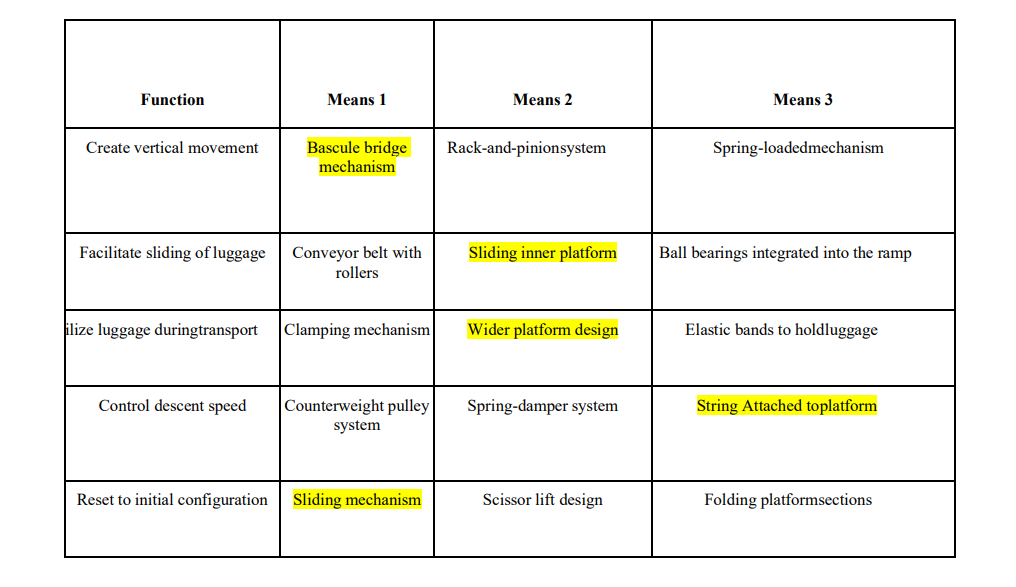 Function Means 1 Means 2 Means 3
Create vertical movement Bascule bridge Rack-and-pinionsystem Spring-loadedmechanism
mechanism
Facilitate sliding of luggage Conveyor belt with Sliding inner platform Ball bearings integrated into the ramp
rollers
ilize luggage duringtransport Clamping mechanism Wider platform design Elastic bands to holdluggage
Control descent speed Counterweight pulley Spring-damper system String Attached toplatform
system
Reset to initial configuration Sliding mechanism Scissor lift design Folding platformsections